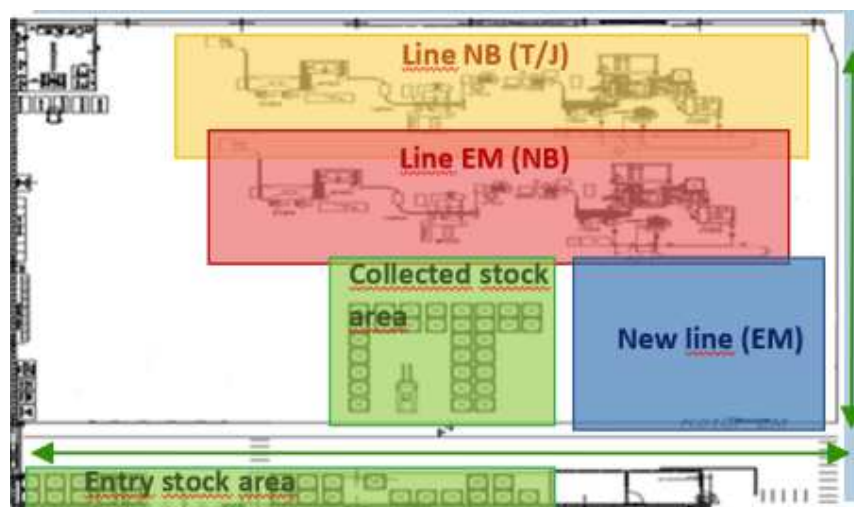 Line NB (T/J)
Line EM (NB)
Collected stock
area
New line (EM)
Entry stock area